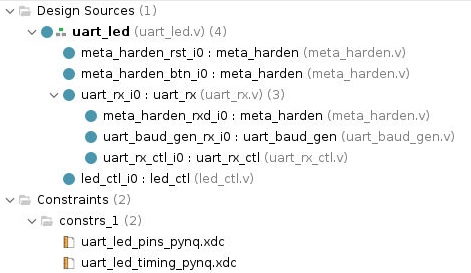 Design Sources (1)
uart_led (uart_led.v) (4)
meta_harden_rst_i0 : meta_harden (meta_harden.v)
meta_harden_btn_i0 : meta_harden (meta_harden.v)
uart_rx_i0 : uart_rx (uart_rx.v) (3)
meta_harden_rxd_i0 : meta_harden (meta_harden.v)
uart_baud_gen_rx_i0 : uart_baud_gen (uart_baud_gen.v)
uart_rx_ctl_i0 : uart_rx_ctl (uart_rx_ctl.v)
led_ctl_i0 : led_ctl (led_ctl.v)
Constraints (2)
constrs_1 (2)
uart_led_pins_pynq.xdc
uart_led_timing_pynq.xdc